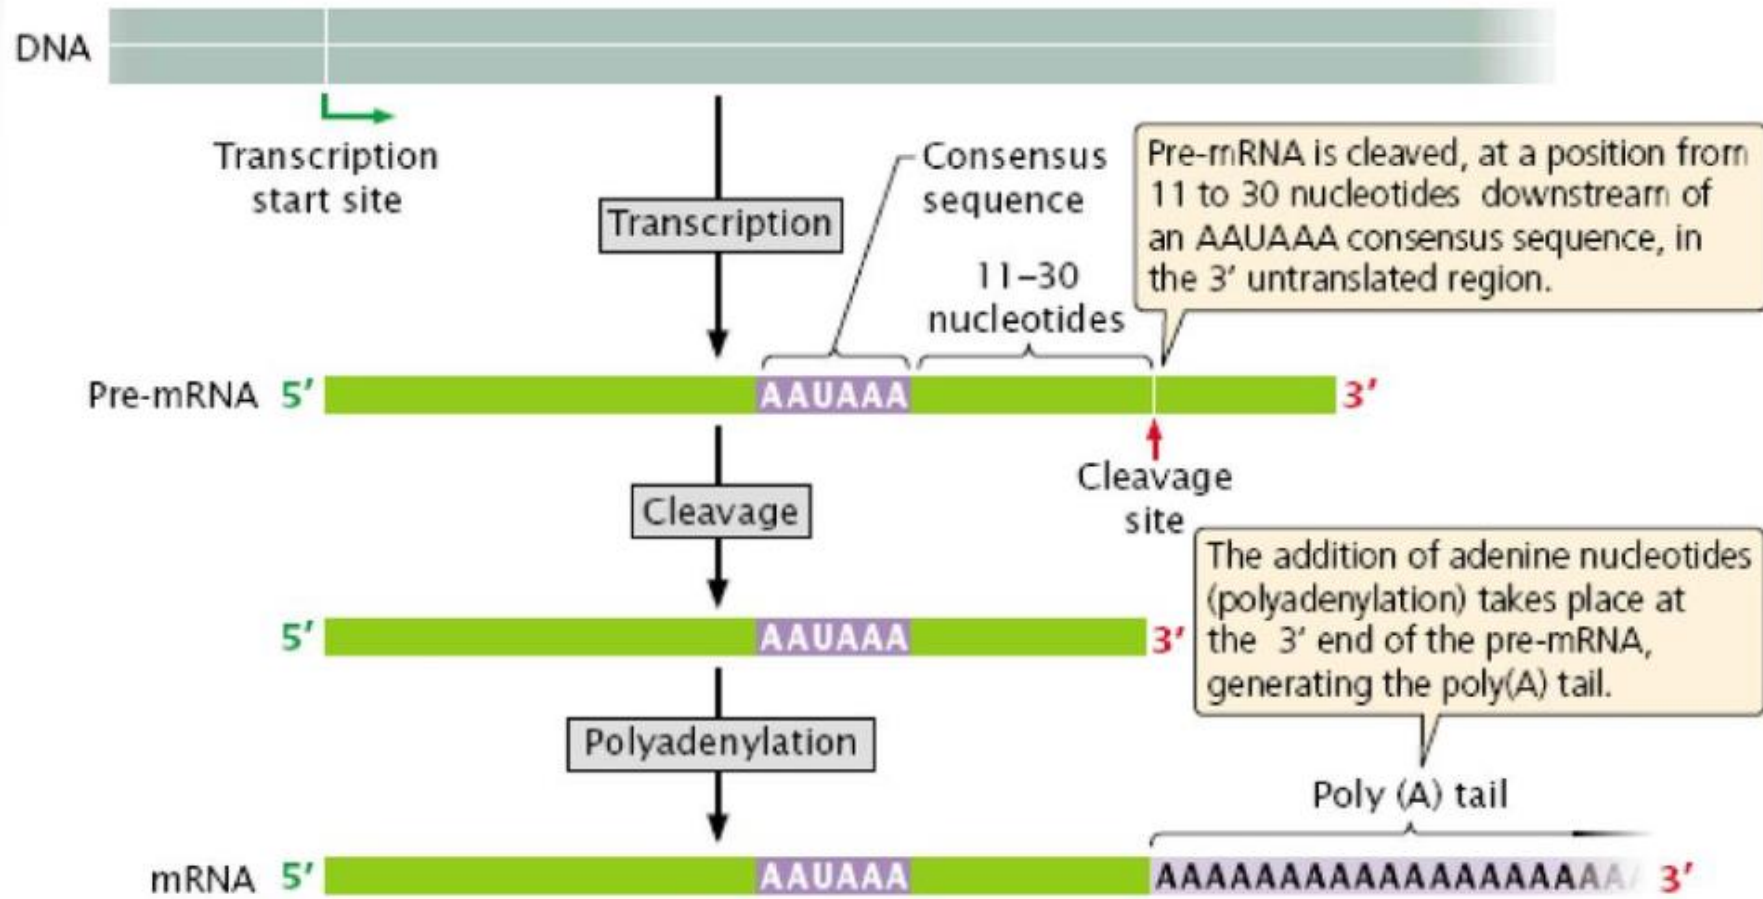 DNA
Transcription
start site
Transcription
Consensus
sequence
11–30
nucleotides
Pre-mRNA is cleaved, at a position from
11 to 30 nucleotides downstream of
an AAUAAA consensus sequence, in
the 3′ untranslated region.
Pre-mRNA 5′ AAUAAA 3′
Cleavage
site
Cleavage
The addition of adenine nucleotides
(polyadenylation) takes place at
the 3′ end of the pre-mRNA,
generating the poly(A) tail.
5′ AAUAAA 3′
Polyadenylation
Poly (A) tail
mRNA 5′ AAUAAA AAAAAAAAAAAAAAAAAAAA 3′